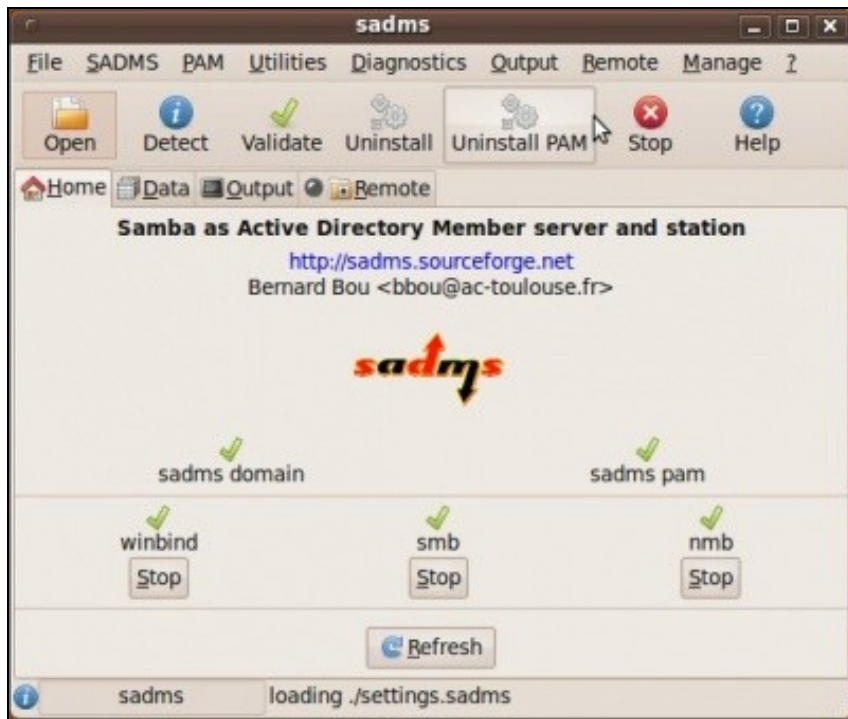 sadms
File SADMS PAM Utilities Diagnostics Output Remote Manage ?
Open Detect Validate Uninstall Uninstall PAM Stop Help
Home Data Output Remote
Samba as Active Directory Member server and station
http://sadms.sourceforge.net
Bernard Bou <bbou@ac-toulouse.fr>
sadms
sadms domain sadms pam
winbind smb nmb
Stop Stop Stop
Refresh
sadms loading ./settings.sadms